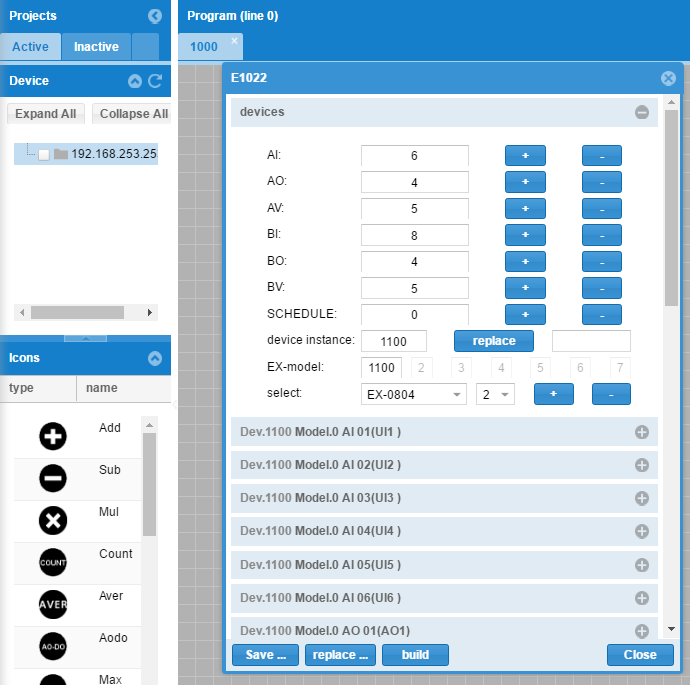 Projects
Active Inactive
Device
Expand All Collapse All
192.168.253.25
Icons
type name
Add
Sub
Mul
COUNT Count
AVER Aver
AO-DO Aodo
Max
Program (line 0)
1000
E1022
devices
AI: 6 + -
AO: 4 + -
AV: 5 + -
BI: 8 + -
BO: 4 + -
BV: 5 + -
SCHEDULE: 0 + -
device instance: 1100 replace
EX-model: 1100 2 3 4 5 6 7
select: EX-0804 2 + -
Dev.1100 Model.0 AI 01(UI1 )
Dev.1100 Model.0 AI 02(UI2 )
Dev.1100 Model.0 AI 03(UI3 )
Dev.1100 Model.0 AI 04(UI4 )
Dev.1100 Model.0 AI 05(UI5 )
Dev.1100 Model.0 AI 06(UI6 )
Dev.1100 Model.0 AO 01(AO1)
Save ... replace ... build Close